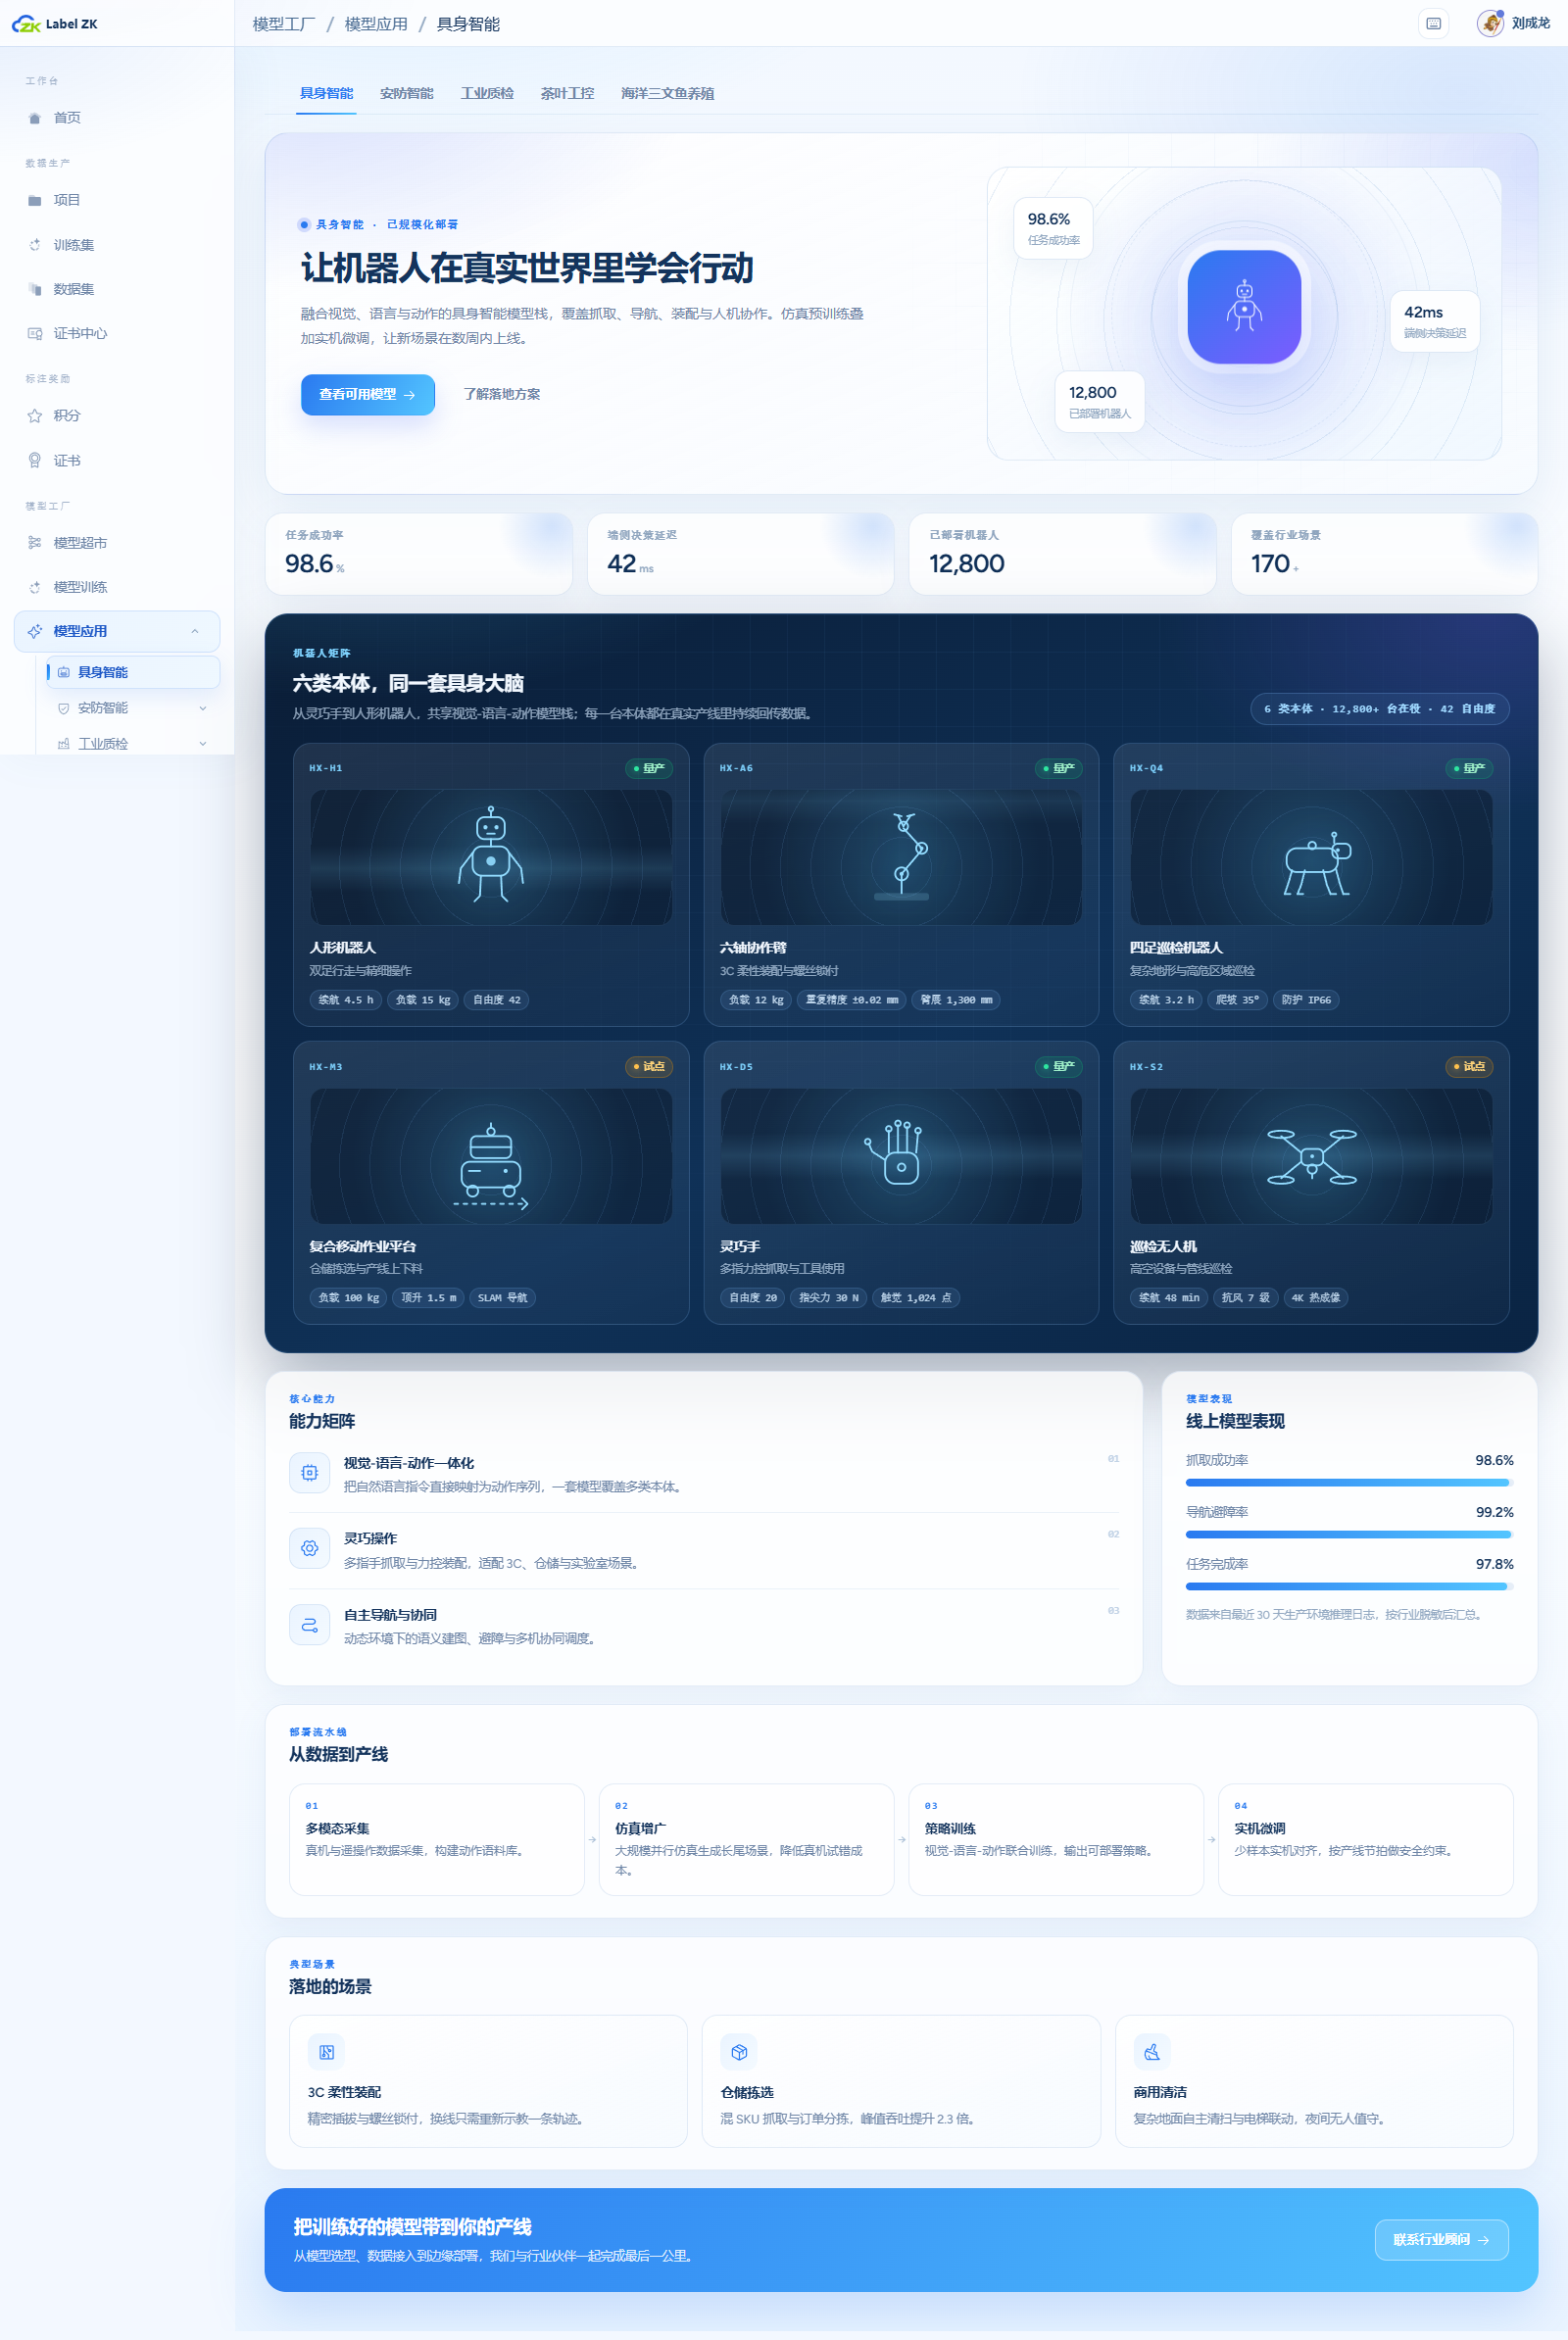 Label ZK
模型工厂 / 模型应用 / 具身智能
刘成龙
工作台
首页
数据生产
项目
训练集
数据集
证书中心
标注奖励
积分
证书
模型工厂
模型超市
模型训练
模型应用
具身智能
安防智能
工业质检
具身智能 安防智能 工业质检 茶叶工控 海洋三文鱼养殖
具身智能 · 已规模化部署
让机器人在真实世界里学会行动
融合视觉、语言与动作的具身智能模型栈，覆盖抓取、导航、装配与人机协作。仿真预训练叠
加实机微调，让新场景在数周内上线。
查看可用模型 →
了解落地方案
98.6%
任务成功率
42ms
端侧决策延迟
12,800
已部署机器人
任务成功率
98.6 %
端侧决策延迟
42 ms
已部署机器人
12,800
覆盖行业场景
170 +
机器人矩阵
六类本体，同一套具身大脑
从灵巧手到人形机器人，共享视觉-语言-动作模型栈；每一台本体都在真实产线里持续回传数据。
6 类本体 · 12,800+ 台在役 · 42 自由度
HX-H1
量产
人形机器人
双足行走与精细操作
续航 4.5 h 负载 15 kg 自由度 42
HX-A6
量产
六轴协作臂
3C 柔性装配与螺丝锁付
负载 12 kg 重复精度 ±0.02 mm 臂展 1,300 mm
HX-Q4
量产
四足巡检机器人
复杂地形与高危区域巡检
续航 3.2 h 爬坡 35° 防护 IP66
HX-M3
试点
复合移动作业平台
仓储拣选与产线上下料
负载 100 kg 顶升 1.5 m SLAM 导航
HX-D5
量产
灵巧手
多指力控抓取与工具使用
自由度 20 指尖力 30 N 触觉 1,024 点
HX-S2
试点
巡检无人机
高空设备与管线巡检
续航 48 min 抗风 7 级 4K 热成像
核心能力
能力矩阵
视觉-语言-动作一体化
01
把自然语言指令直接映射为动作序列，一套模型覆盖多类本体。
灵巧操作
02
多指手抓取与力控装配，适配 3C、仓储与实验室场景。
自主导航与协同
03
动态环境下的语义建图、避障与多机协同调度。
模型表现
线上模型表现
抓取成功率 98.6%
导航避障率 99.2%
任务完成率 97.8%
数据来自最近 30 天生产环境推理日志，按行业脱敏后汇总。
部署流水线
从数据到产线
01
多模态采集
真机与遥操作数据采集，构建动作语料库。
→
02
仿真增广
大规模并行仿真生成长尾场景，降低真机试错成
本。
→
03
策略训练
视觉-语言-动作联合训练，输出可部署策略。
→
04
实机微调
少样本实机对齐，按产线节拍做安全约束。
典型场景
落地的场景
3C 柔性装配
精密插拔与螺丝锁付，换线只需重新示教一条轨迹。
仓储拣选
混 SKU 抓取与订单分拣，峰值吞吐提升 2.3 倍。
商用清洁
复杂地面自主清扫与电梯联动，夜间无人值守。
把训练好的模型带到你的产线
从模型选型、数据接入到边缘部署，我们与行业伙伴一起完成最后一公里。
联系行业顾问 →